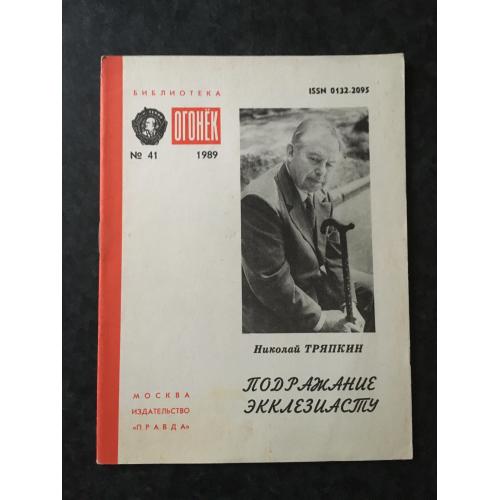 БИБЛИОТЕКА
ISSN 0132-2095
ОГОНЁК
№ 41 1989
Николай ТРЯПКИН
ПОДРАЖАНИЕ
ЭККЛЕЗИАСТУ
МОСКВА
ИЗДАТЕЛЬСТВО
«ПРАВДА»